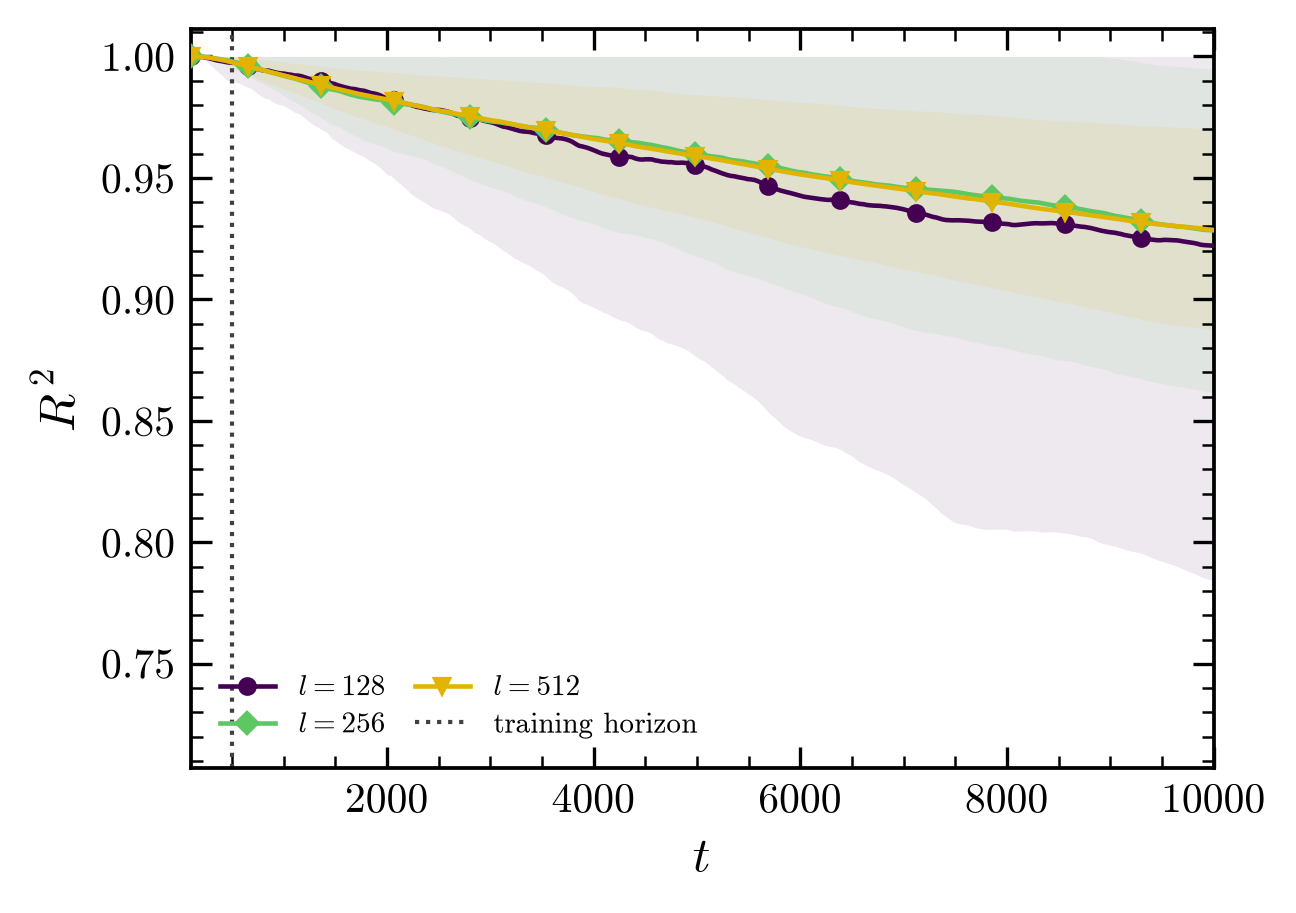 1.00
0.95
0.90
0.85
0.80
0.75
R²
l = 128
l = 256
l = 512
training horizon
2000 4000 6000 8000 10000
t